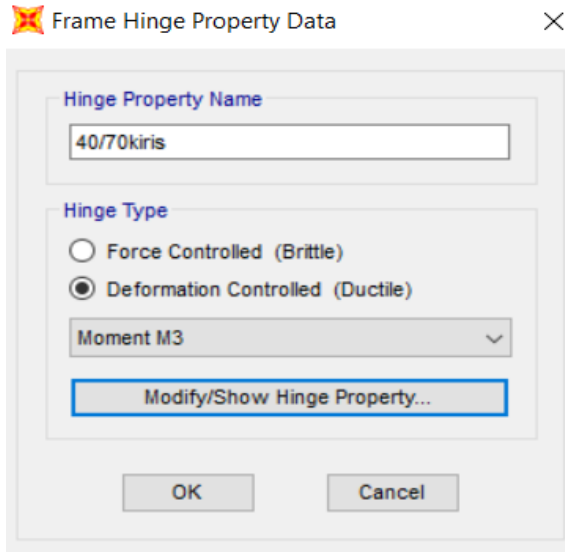 Frame Hinge Property Data
Hinge Property Name
40/70kiris
Hinge Type
Force Controlled (Brittle)
Deformation Controlled (Ductile)
Moment M3
Modify/Show Hinge Property...
OK Cancel